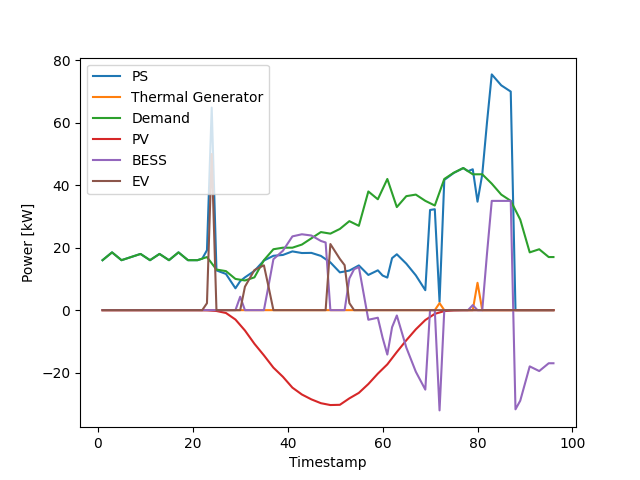 80
60
40
20
0
−20
Power [kW]
PS
Thermal Generator
Demand
PV
BESS
EV
0
20
40
60
80
100
Timestamp